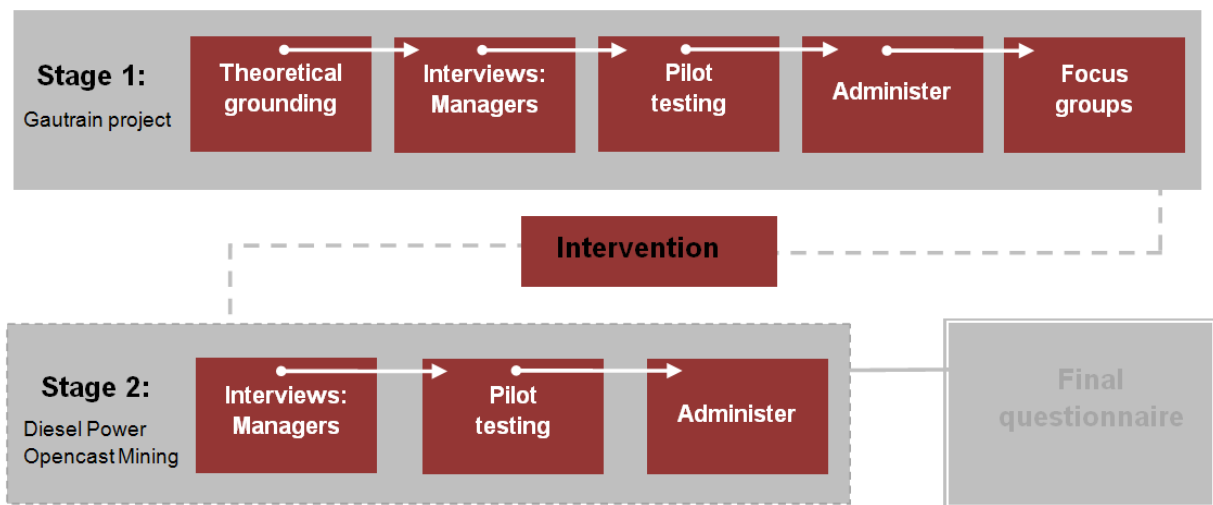 Stage 1:
Gautrain project
Theoretical
grounding
Interviews:
Managers
Pilot
testing
Administer
Focus
groups
Intervention
Stage 2:
Diesel Power
Opencast Mining
Interviews:
Managers
Pilot
testing
Administer
Final
questionnaire